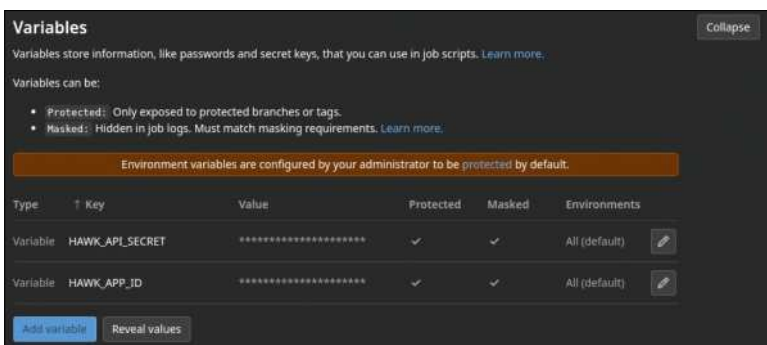 Variables
Collapse
Variables store information, like passwords and secret keys, that you can use in job scripts. Learn more.
Variables can be:
• Protected: Only exposed to protected branches or tags.
• Masked: Hidden in job logs. Must match masking requirements. Learn more.
Environment variables are configured by your administrator to be protected by default.
Type ↑ Key Value Protected Masked Environments
Variable HAWK_API_SECRET ********************* ✓ ✓ All (default)
Variable HAWK_APP_ID ********************* ✓ ✓ All (default)
Add variable Reveal values